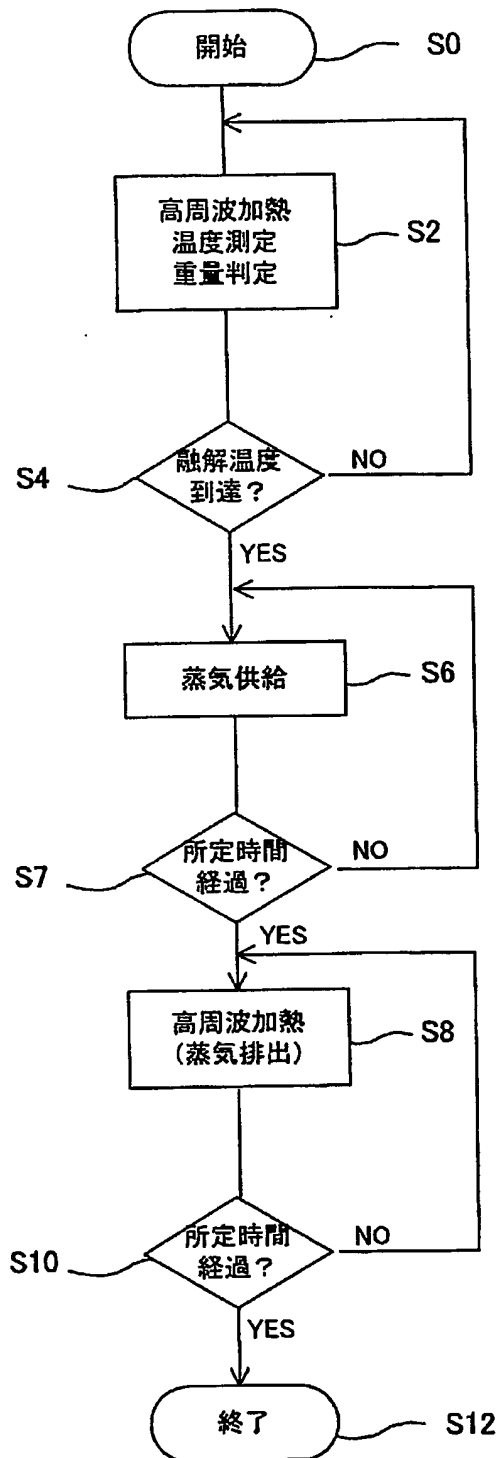 開始
S0
高周波加熱
温度測定
重量判定
S2
融解温度
到達？
S4
NO
YES
蒸気供給
S6
所定時間
経過？
S7
NO
YES
高周波加熱
(蒸気排出)
S8
所定時間
経過？
S10
NO
YES
終了
S12